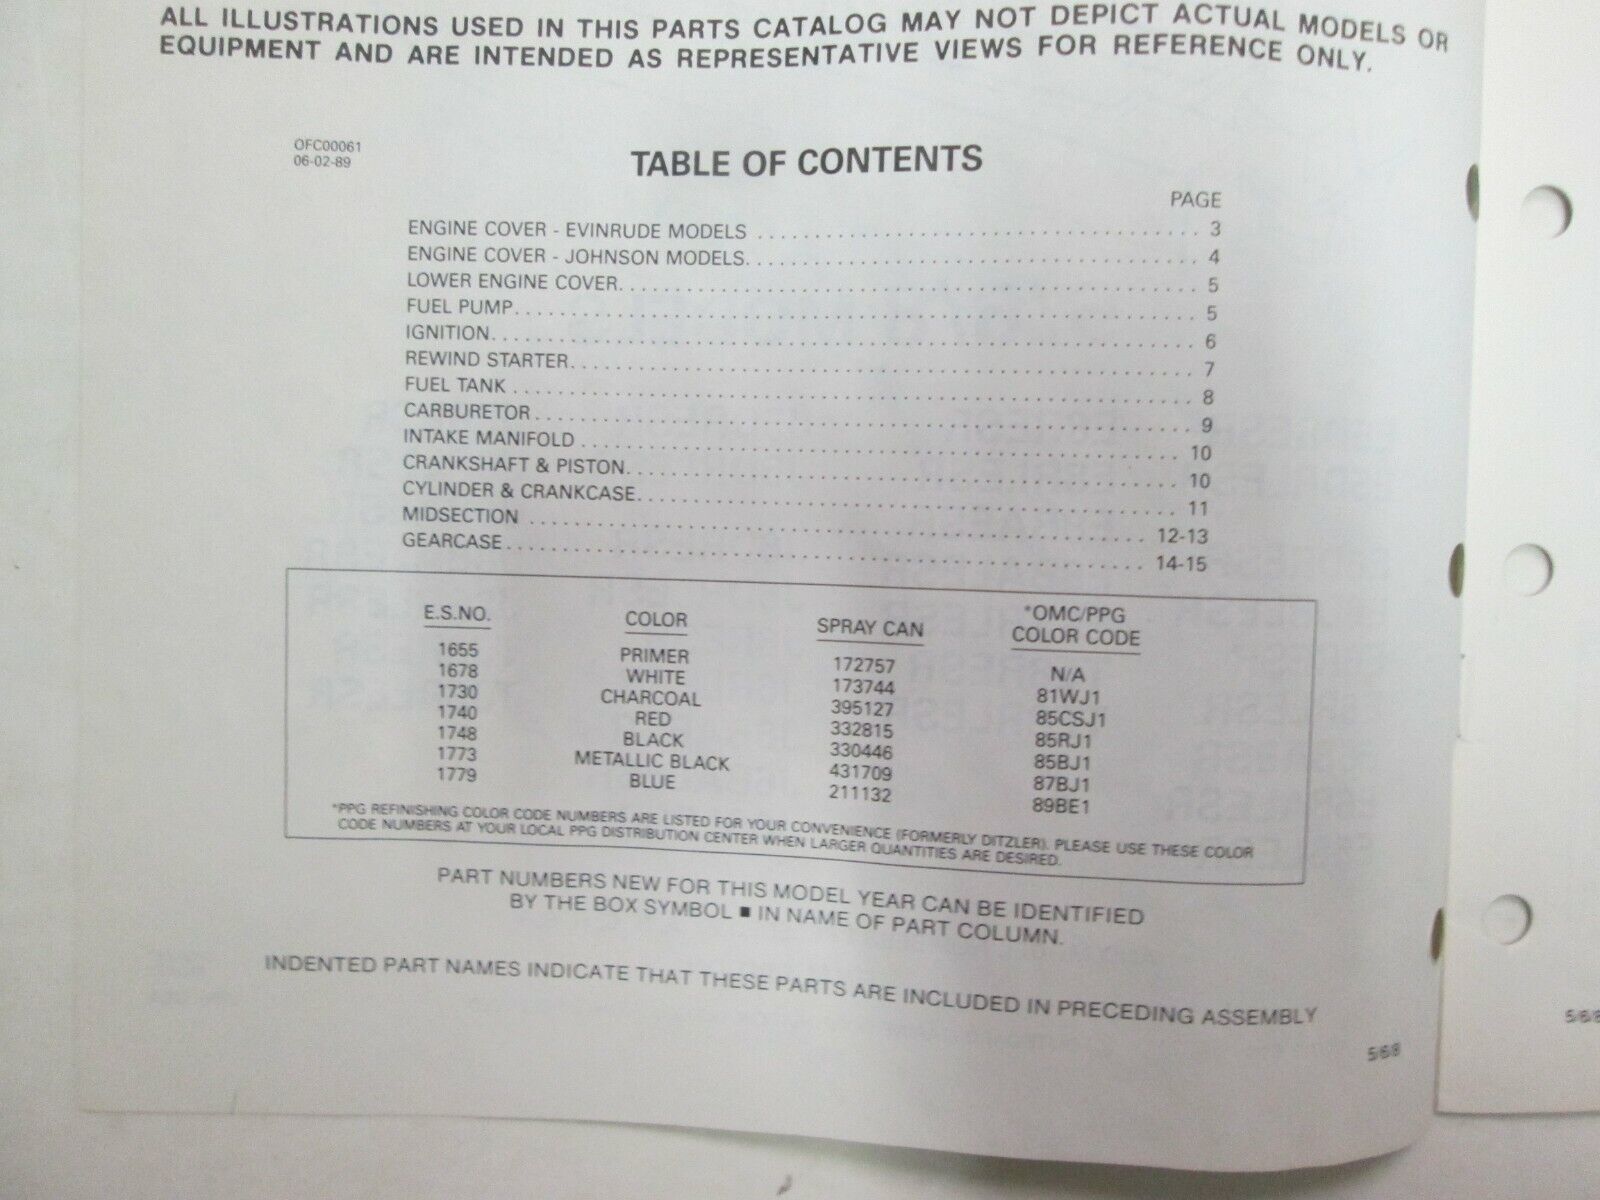 ALL ILLUSTRATIONS USED IN THIS PARTS CATALOG MAY NOT DEPICT ACTUAL MODELS OR
EQUIPMENT AND ARE INTENDED AS REPRESENTATIVE VIEWS FOR REFERENCE ONLY.
OFC00061
06-02-89
TABLE OF CONTENTS
PAGE
ENGINE COVER - EVINRUDE MODELS 3
ENGINE COVER - JOHNSON MODELS 4
LOWER ENGINE COVER 5
FUEL PUMP 5
IGNITION 6
REWIND STARTER 7
FUEL TANK 8
CARBURETOR 9
INTAKE MANIFOLD 10
CRANKSHAFT & PISTON 10
CYLINDER & CRANKCASE 11
MIDSECTION 12-13
GEARCASE 14-15
E.S.NO. COLOR SPRAY CAN *OMC/PPG COLOR CODE
1655 PRIMER 172757 N/A
1678 WHITE 173744 81WJ1
1730 CHARCOAL 395127 85CSJ1
1740 RED 332815 85RJ1
1748 BLACK 330446 85BJ1
1773 METALLIC BLACK 431709 87BJ1
1779 BLUE 211132 89BE1
*PPG REFINISHING COLOR CODE NUMBERS ARE LISTED FOR YOUR CONVENIENCE (FORMERLY DITZLER). PLEASE USE THESE COLOR
CODE NUMBERS AT YOUR LOCAL PPG DISTRIBUTION CENTER WHEN LARGER QUANTITIES ARE DESIRED.
PART NUMBERS NEW FOR THIS MODEL YEAR CAN BE IDENTIFIED
BY THE BOX SYMBOL ■ IN NAME OF PART COLUMN.
INDENTED PART NAMES INDICATE THAT THESE PARTS ARE INCLUDED IN PRECEDING ASSEMBLY
5/6/8
5/6/8